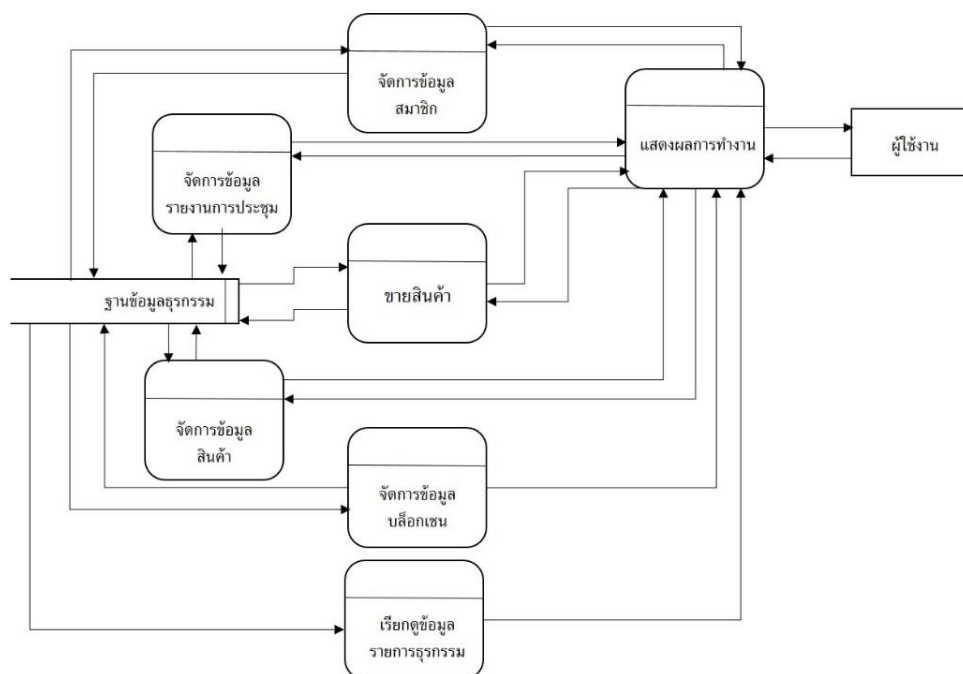 จัดการข้อมูล
สมาชิก
แสดงผลการทำงาน
ผู้ใช้งาน
จัดการข้อมูล
รายงานการประชุม
ฐานข้อมูลธุรกรรม
ขายสินค้า
จัดการข้อมูล
สินค้า
จัดการข้อมูล
บล็อกเชน
เรียกดูข้อมูล
รายการธุรกรรม